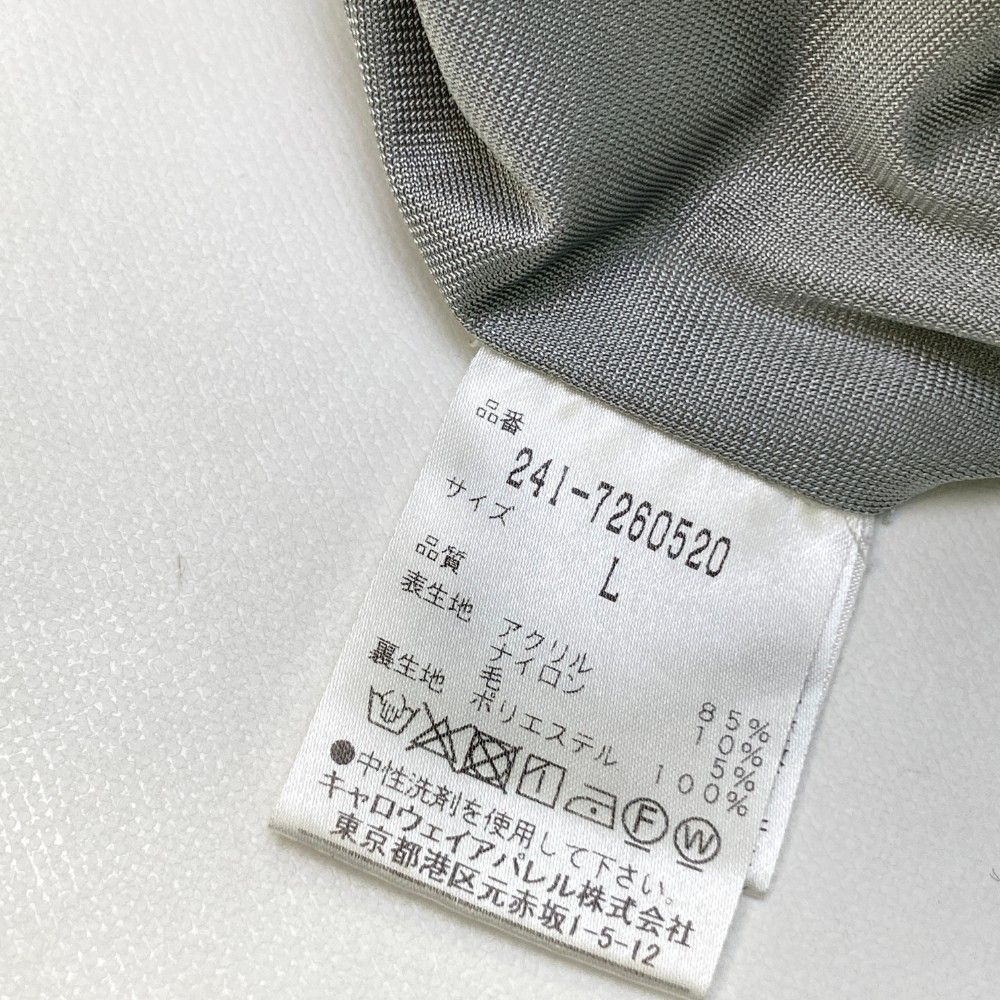 品番
241-7260520
サイズ L
品質
表生地 アクリル 85%
ナイロン 10%
毛 5%
裏生地 ポリエステル 100%
F W
●中性洗剤を使用して下さい。
キャロウェイアパレル株式会社
東京都港区元赤坂1-5-12